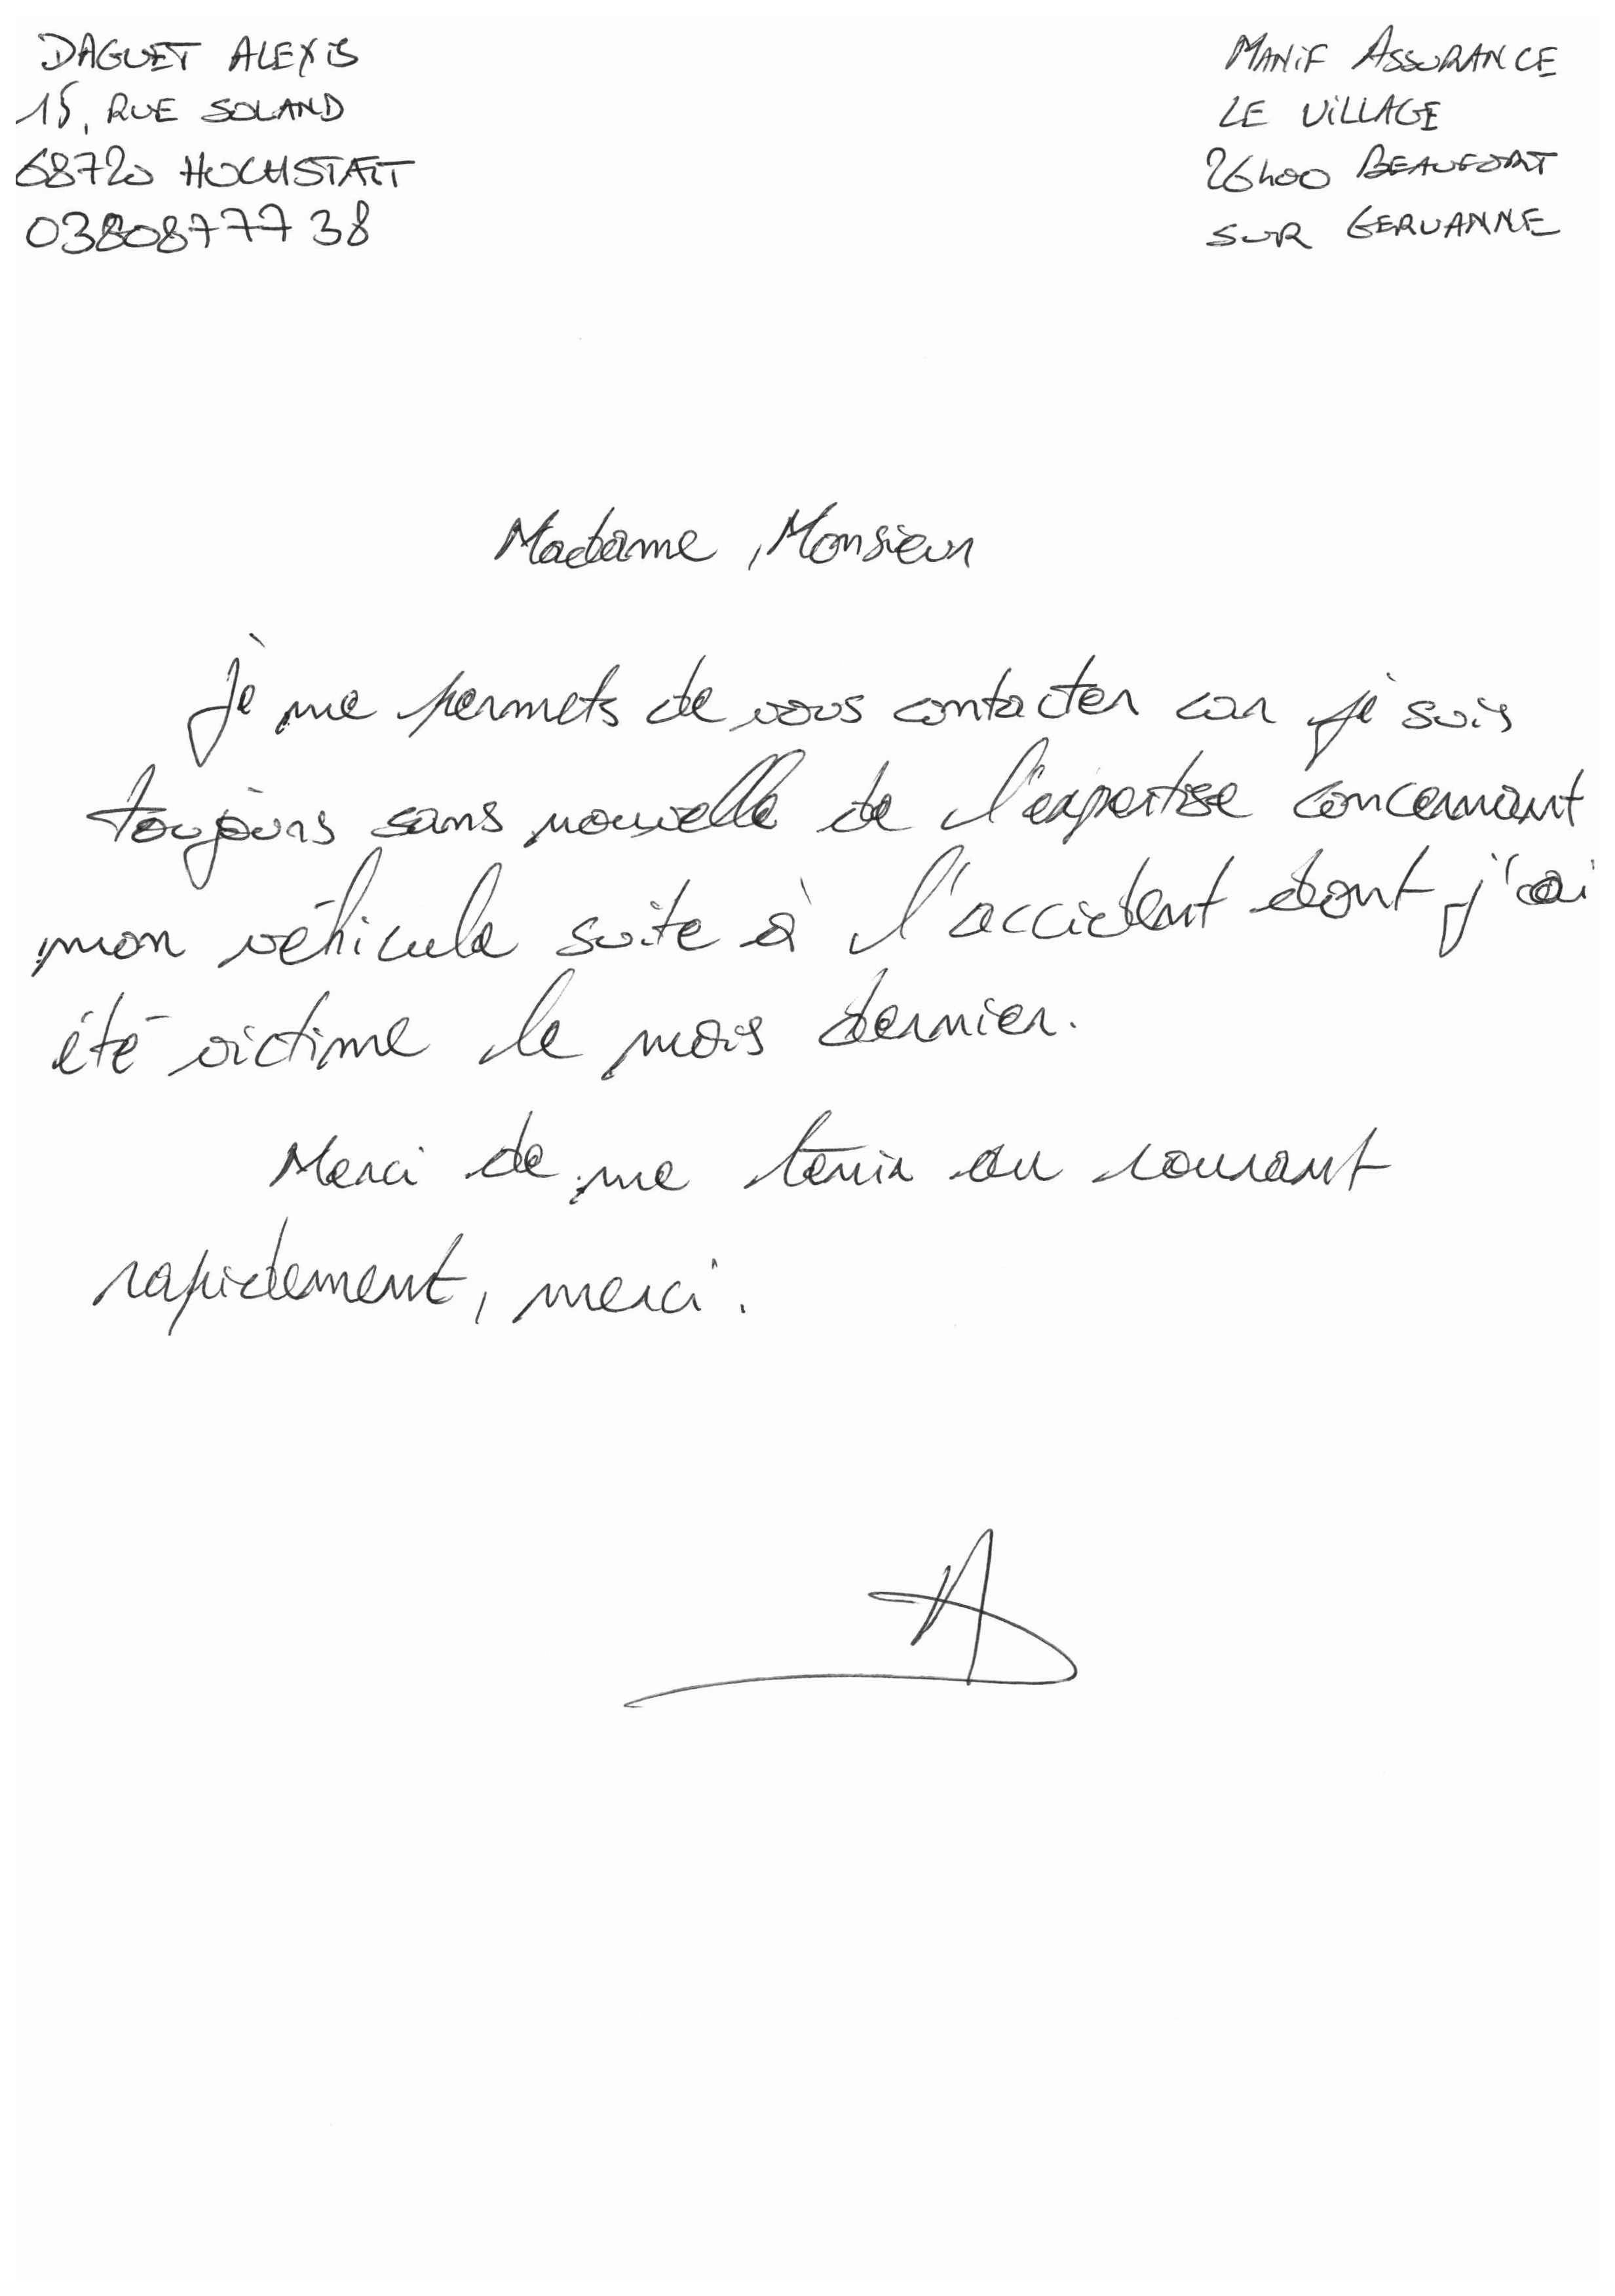 DAGUET ALEXIS
15, RUE SOLAND
68720 HOCHSTATT
0380877738
MANIF ASSURANCE
LE VILLAGE
26400 BEAUFORT
SUR GERVANNE
Madame, Monsieur
Je me permets de vous contacter car je suis
toujours sans nouvelle de l'expertise concernant
mon véhicule suite à l'accident dont j'ai
été victime le mois dernier.
Merci de me tenir au courant
rapidement, merci.